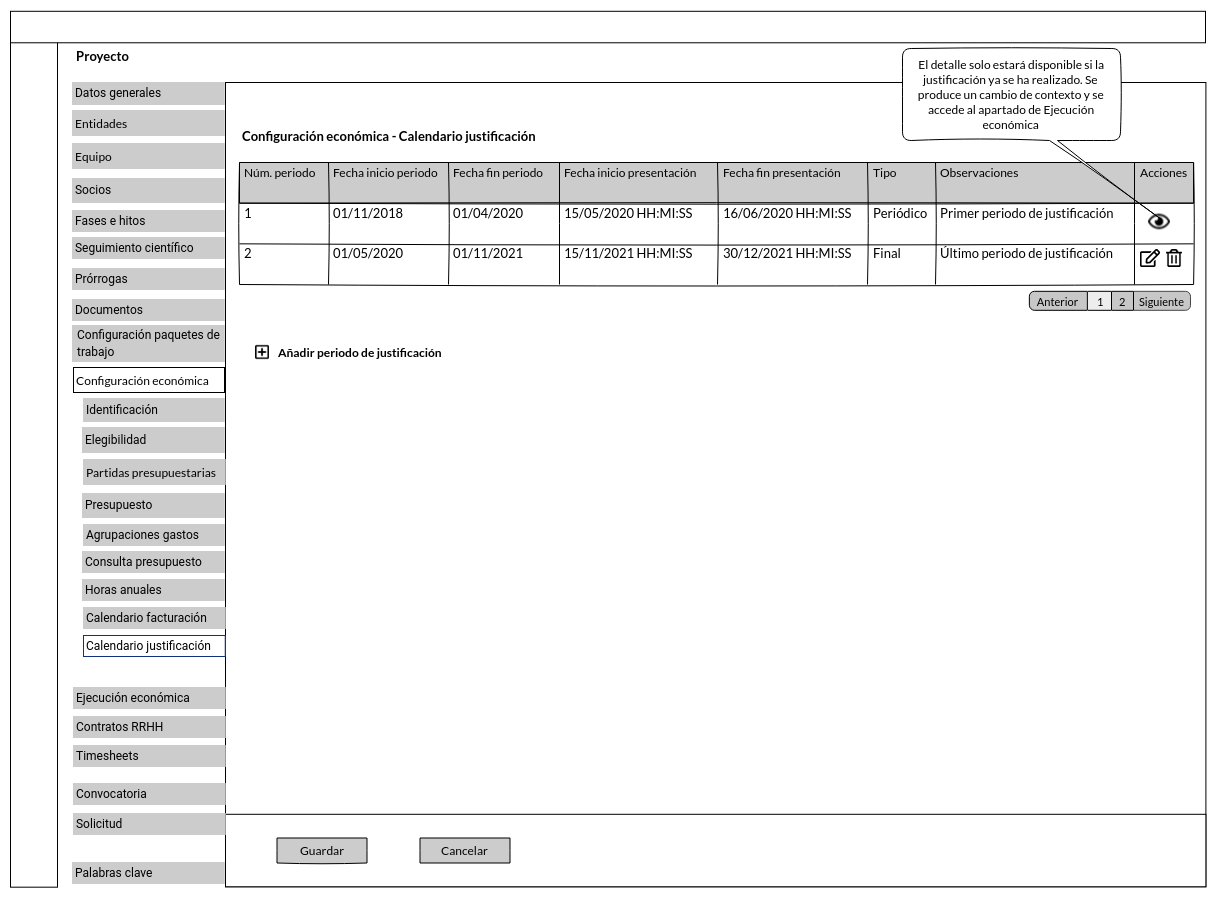 Proyecto
El detalle solo estará disponible si la
justificación ya se ha realizado. Se
produce un cambio de contexto y se
accede al apartado de Ejecución
económica
Datos generales
Entidades
Equipo
Socios
Fases e hitos
Seguimiento científico
Prórrogas
Documentos
Configuración paquetes de
trabajo
Configuración económica
Identificación
Elegibilidad
Partidas presupuestarias
Presupuesto
Agrupaciones gastos
Consulta presupuesto
Horas anuales
Calendario facturación
Calendario justificación
Ejecución económica
Contratos RRHH
Timesheets
Convocatoria
Solicitud
Palabras clave
Configuración económica - Calendario justificación
Núm. periodo Fecha inicio periodo Fecha fin periodo Fecha inicio presentación Fecha fin presentación Tipo Observaciones Acciones
1 01/11/2018 01/04/2020 15/05/2020 HH:MI:SS 16/06/2020 HH:MI:SS Periódico Primer periodo de justificación
2 01/05/2020 01/11/2021 15/11/2021 HH:MI:SS 30/12/2021 HH:MI:SS Final Último periodo de justificación
Anterior 1 2 Siguiente
Añadir periodo de justificación
Guardar Cancelar